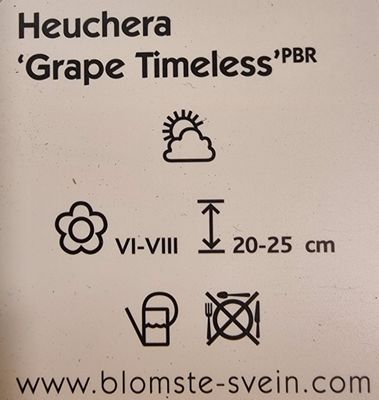 Heuchera
‘Grape Timeless’PBR
VI-VIII 20-25 cm
www.blomste-svein.com